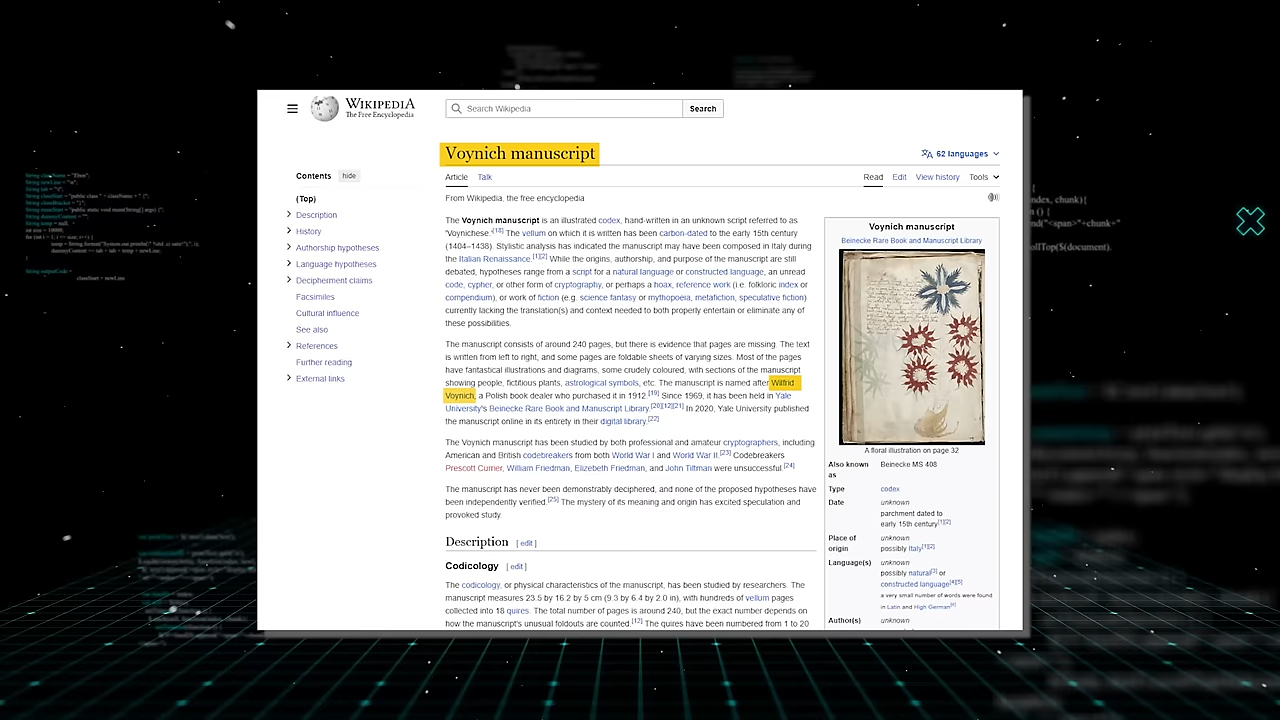 WIKIPEDIA
The Free Encyclopedia
Search Wikipedia
Search
Contents
hide
(Top)
Description
History
Authorship hypotheses
Language hypotheses
Decipherment claims
Facsimiles
Cultural influence
See also
References
Further reading
External links
Voynich manuscript
62 languages
Article Talk
Read Edit View history Tools
From Wikipedia, the free encyclopedia
The Voynich manuscript is an illustrated codex, hand-written in an unknown script referred to as
'Voynichese.'[18] The vellum on which it is written has been carbon-dated to the early 15th century
(1404–1438). Stylistic analysis has indicated the manuscript may have been composed in Italy during
the Italian Renaissance.[1][2] While the origins, authorship, and purpose of the manuscript are still
debated, hypotheses range from a script for a natural language or constructed language, an unread
code, cypher, or other form of cryptography, or perhaps a hoax, reference work (i.e. folkloric index or
compendium), or work of fiction (e.g. science fantasy or mythopoeia, metafiction, speculative fiction)
currently lacking the translation(s) and context needed to both properly entertain or eliminate any of
these possibilities.
The manuscript consists of around 240 pages, but there is evidence that pages are missing. The text
is written from left to right, and some pages are foldable sheets of varying sizes. Most of the pages
have fantastical illustrations and diagrams, some crudely coloured, with sections of the manuscript
showing people, fictitious plants, astrological symbols, etc. The manuscript is named after Wilfrid
Voynich, a Polish book dealer who purchased it in 1912.[19] Since 1969, it has been held in Yale
University's Beinecke Rare Book and Manuscript Library.[20][12][21] In 2020, Yale University published
the manuscript online in its entirety in their digital library.[22]
The Voynich manuscript has been studied by both professional and amateur cryptographers, including
American and British codebreakers from both World War I and World War II.[23] Codebreakers
Prescott Currier, William Friedman, Elizebeth Friedman, and John Tiltman were unsuccessful.[24]
The manuscript has never been demonstrably deciphered, and none of the proposed hypotheses have
been independently verified.[25] The mystery of its meaning and origin has excited speculation and
provoked study.
Description [ edit ]
Codicology [ edit ]
The codicology, or physical characteristics of the manuscript, has been studied by researchers. The
manuscript measures 23.5 by 16.2 by 5 cm (9.3 by 6.4 by 2.0 in), with hundreds of vellum pages
collected into 18 quires. The total number of pages is around 240, but the exact number depends on
how the manuscript's unusual foldouts are counted.[12] The quires have been numbered from 1 to 20
Voynich manuscript
Beinecke Rare Book and Manuscript Library
A floral illustration on page 32
Also known as Beinecke MS 408
Type codex
Date unknown
parchment dated to
early 15th century[1][2]
Place of origin unknown
possibly Italy[1][2]
Language(s) unknown
possibly natural[3] or
constructed language[4][5]
a very small number of words were found
in Latin and High German[6]
Author(s) unknown